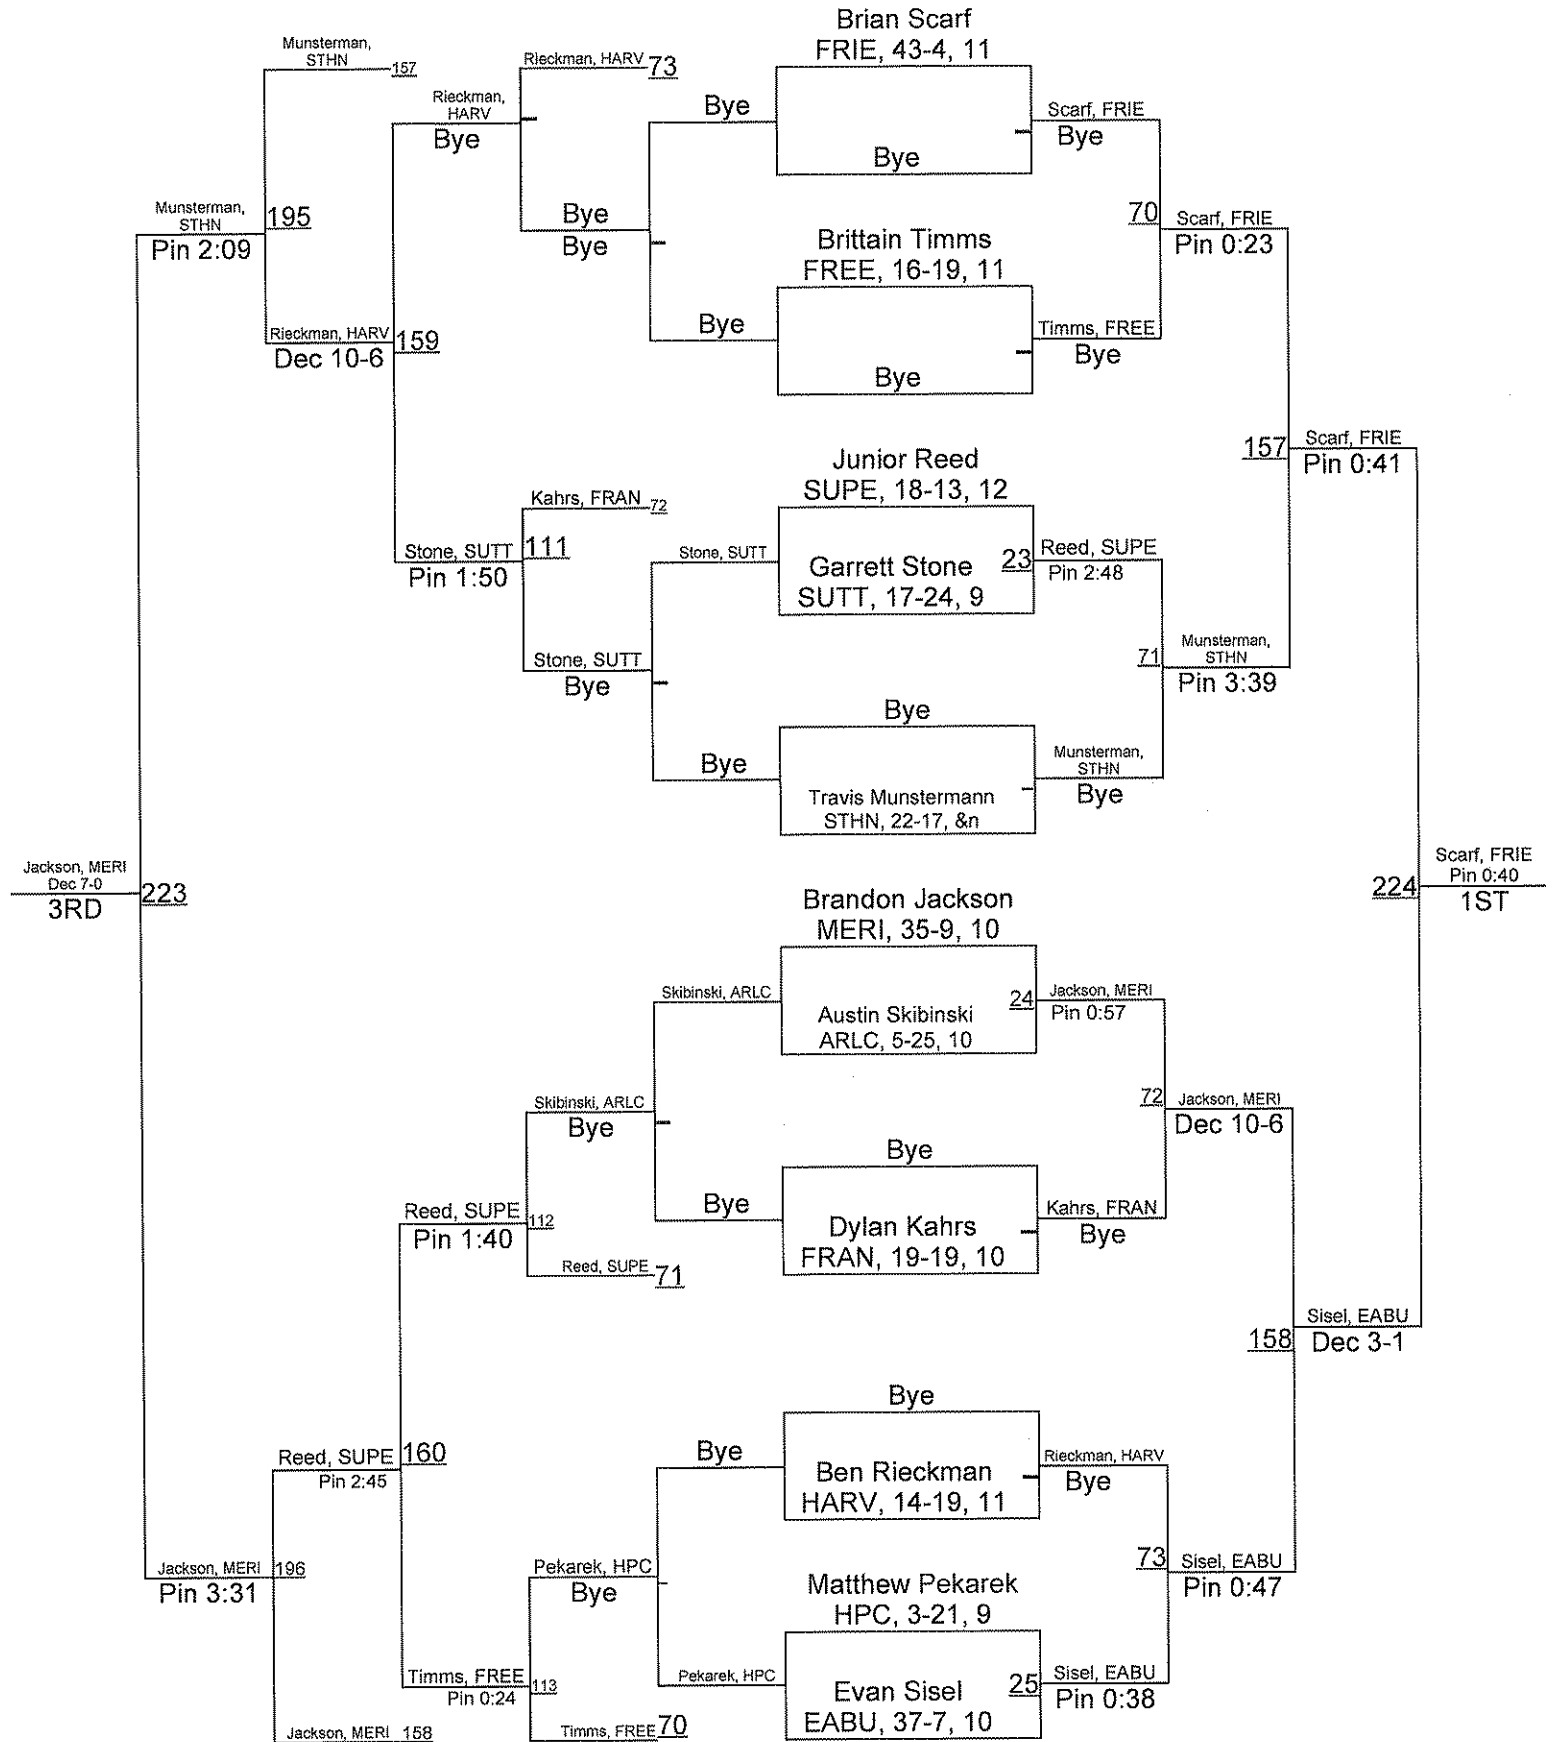 Brian Scarf
FRIE, 43-4, 11
Bye
Brittain Timms
FREE, 16-19, 11
Bye
Junior Reed
SUPE, 18-13, 12
Garrett Stone
SUTT, 17-24, 9
23
Bye
Travis Munstermann
STHN, 22-17, &n
Brandon Jackson
MERI, 35-9, 10
Austin Skibinski
ARLC, 5-25, 10
24
Bye
Dylan Kahrs
FRAN, 19-19, 10
Bye
Ben Rieckman
HARV, 14-19, 11
Matthew Pekarek
HPC, 3-21, 9
Evan Sisel
EABU, 37-7, 10
25
Scarf, FRIE
Bye
Timms, FREE
Bye
Reed, SUPE
Pin 2:48
Munsterman,
STHN
Bye
Jackson, MERI
Pin 0:57
Kahrs, FRAN
Bye
Rieckman, HARV
Bye
Sisel, EABU
Pin 0:38
70
Scarf, FRIE
Pin 0:23
71
Munsterman,
STHN
Pin 3:39
72
Jackson, MERI
Dec 10-6
73
Sisel, EABU
Pin 0:47
157
Scarf, FRIE
Pin 0:41
158
Sisel, EABU
Dec 3-1
224
Scarf, FRIE
Pin 0:40
1ST
Bye
Bye
Stone, SUTT
Bye
Skibinski, ARLC
Bye
Bye
Pekarek, HPC
Rieckman, HARV 73
Bye
Bye
Kahrs, FRAN 72
Stone, SUTT
Bye
Skibinski, ARLC
Bye
Reed, SUPE 71
Pekarek, HPC
Bye
Timms, FREE 70
Rieckman,
HARV
Bye
Stone, SUTT 111
Pin 1:50
Reed, SUPE 112
Pin 1:40
Timms, FREE 113
Pin 0:24
Munsterman,
STHN 157
Rieckman, HARV 159
Dec 10-6
Reed, SUPE 160
Pin 2:45
Jackson, MERI 158
Munsterman,
STHN 195
Pin 2:09
Jackson, MERI 196
Pin 3:31
Jackson, MERI
Dec 7-0
223
3RD